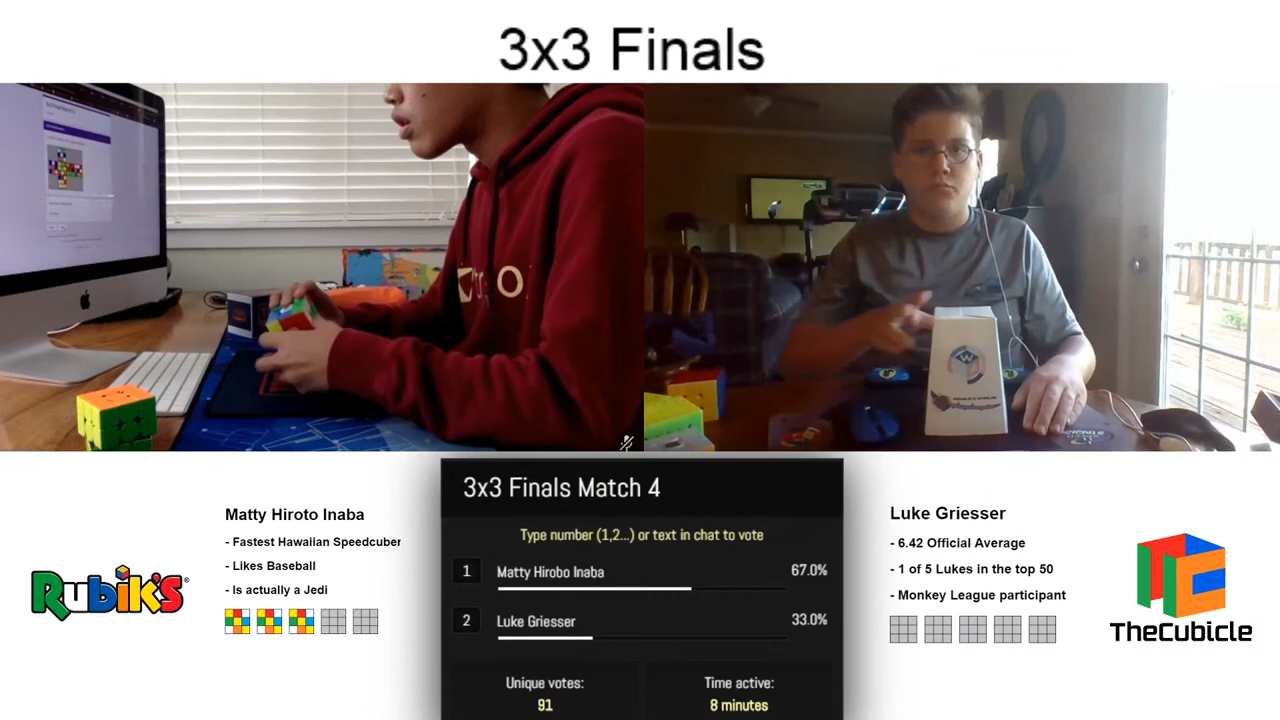 3x3 Finals
3x3 Finals Match 4
Type number (1,2...) or text in chat to vote
1 Matty Hirobo Inaba 67.0%
2 Luke Griesser 33.0%
Unique votes:
91
Time active:
8 minutes
Matty Hiroto Inaba
- Fastest Hawaiian Speedcuber
- Likes Baseball
- Is actually a Jedi
RUBIK'S
Luke Griesser
- 6.42 Official Average
- 1 of 5 Lukes in the top 50
- Monkey League participant
TheCubicle